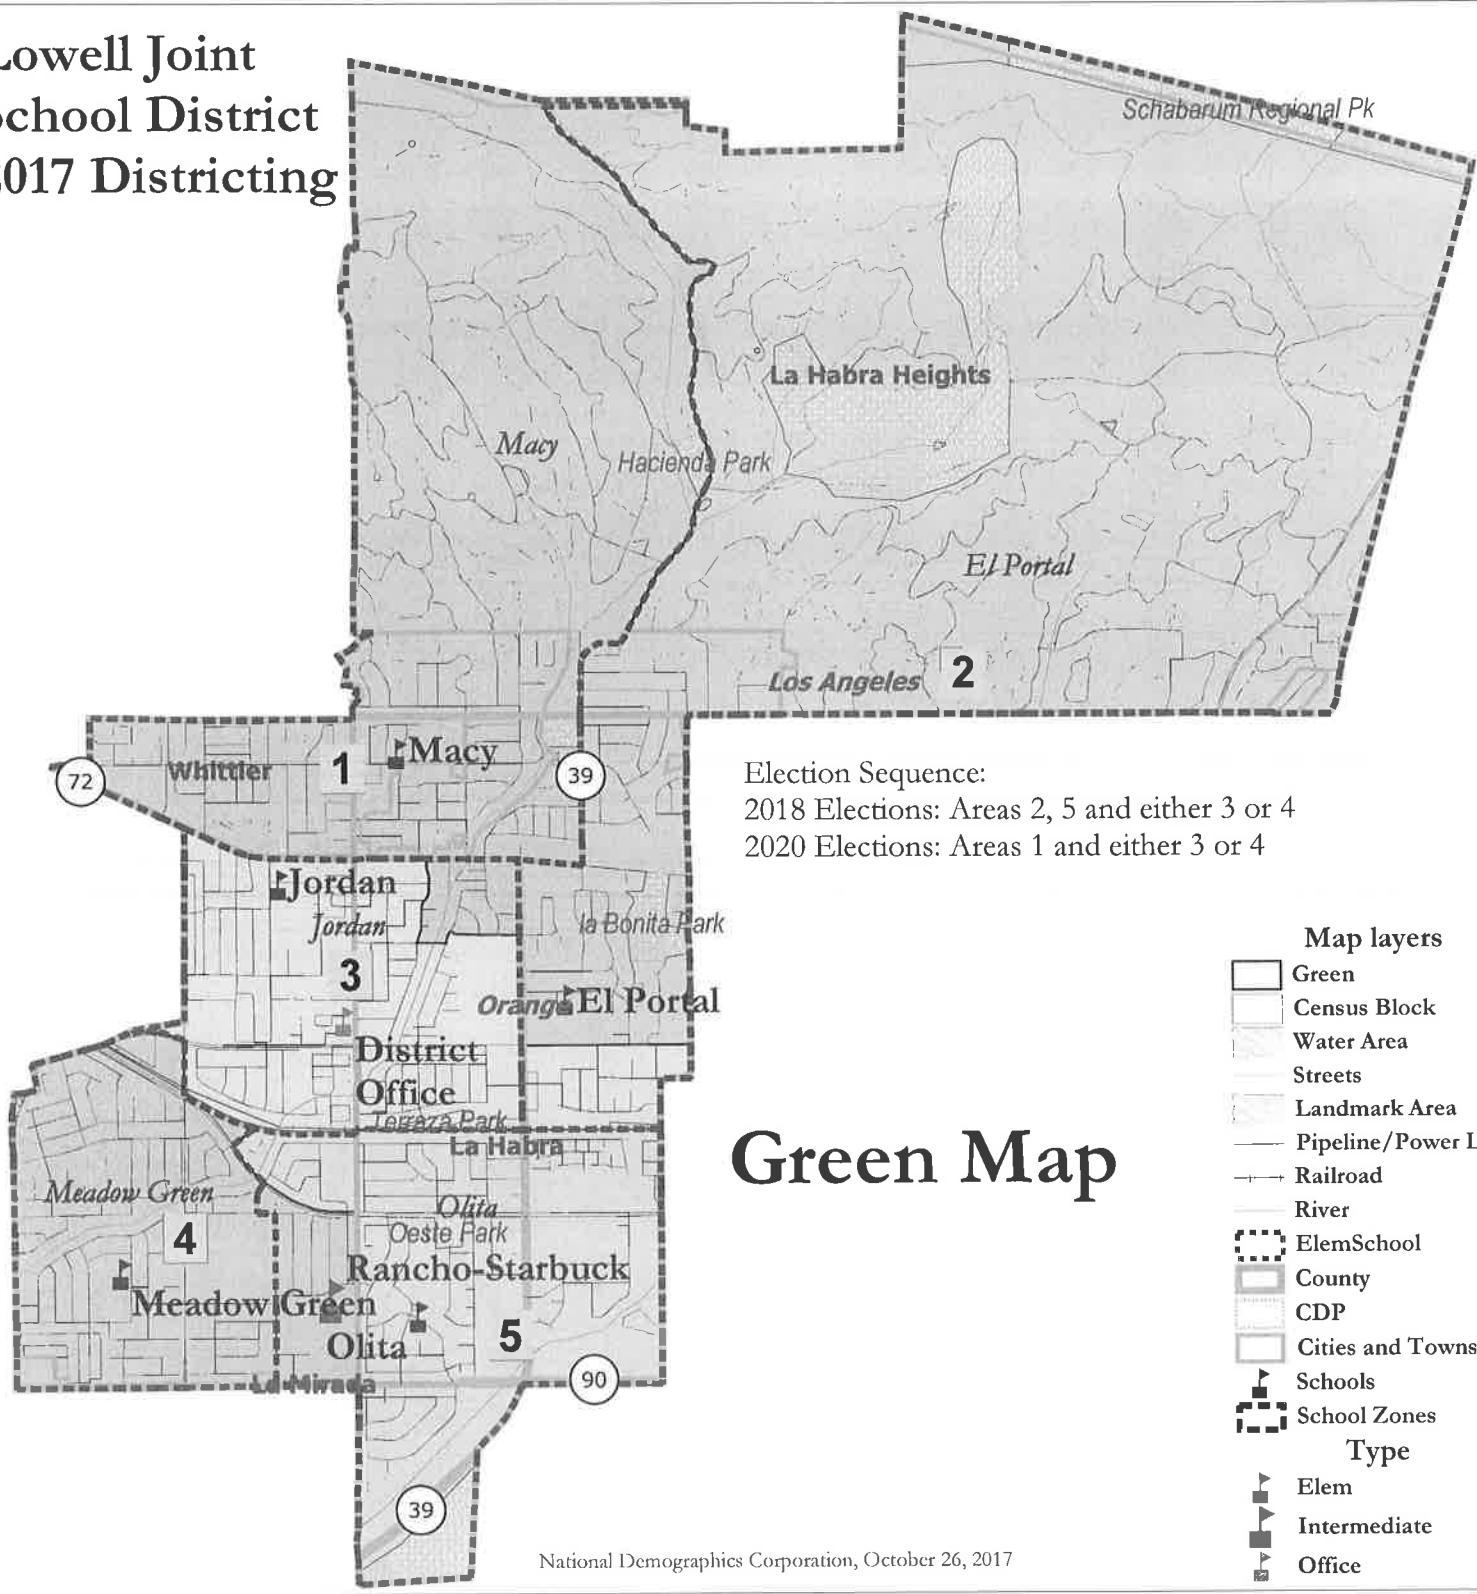 Lowell Joint
School District
2017 Districting
Schabarum Regional Pk
La Habra Heights
Macy
Hacienda Park
El Portal
Los Angeles
2
72
Whittier
1
Macy
39
Election Sequence:
2018 Elections: Areas 2, 5 and either 3 or 4
2020 Elections: Areas 1 and either 3 or 4
Jordan
Jordan
la Bonita Park
3
Orange
El Portal
District
Office
Terraza Park
La Habra
Green Map
Meadow Green
Olita
Oeste Park
4
Rancho-Starbuck
Meadow Green
Olita
5
La Mirada
90
39
Map layers
Green
Census Block
Water Area
Streets
Landmark Area
Pipeline/Power L
Railroad
River
ElemSchool
County
CDP
Cities and Towns
Schools
School Zones
Type
Elem
Intermediate
Office
National Demographics Corporation, October 26, 2017